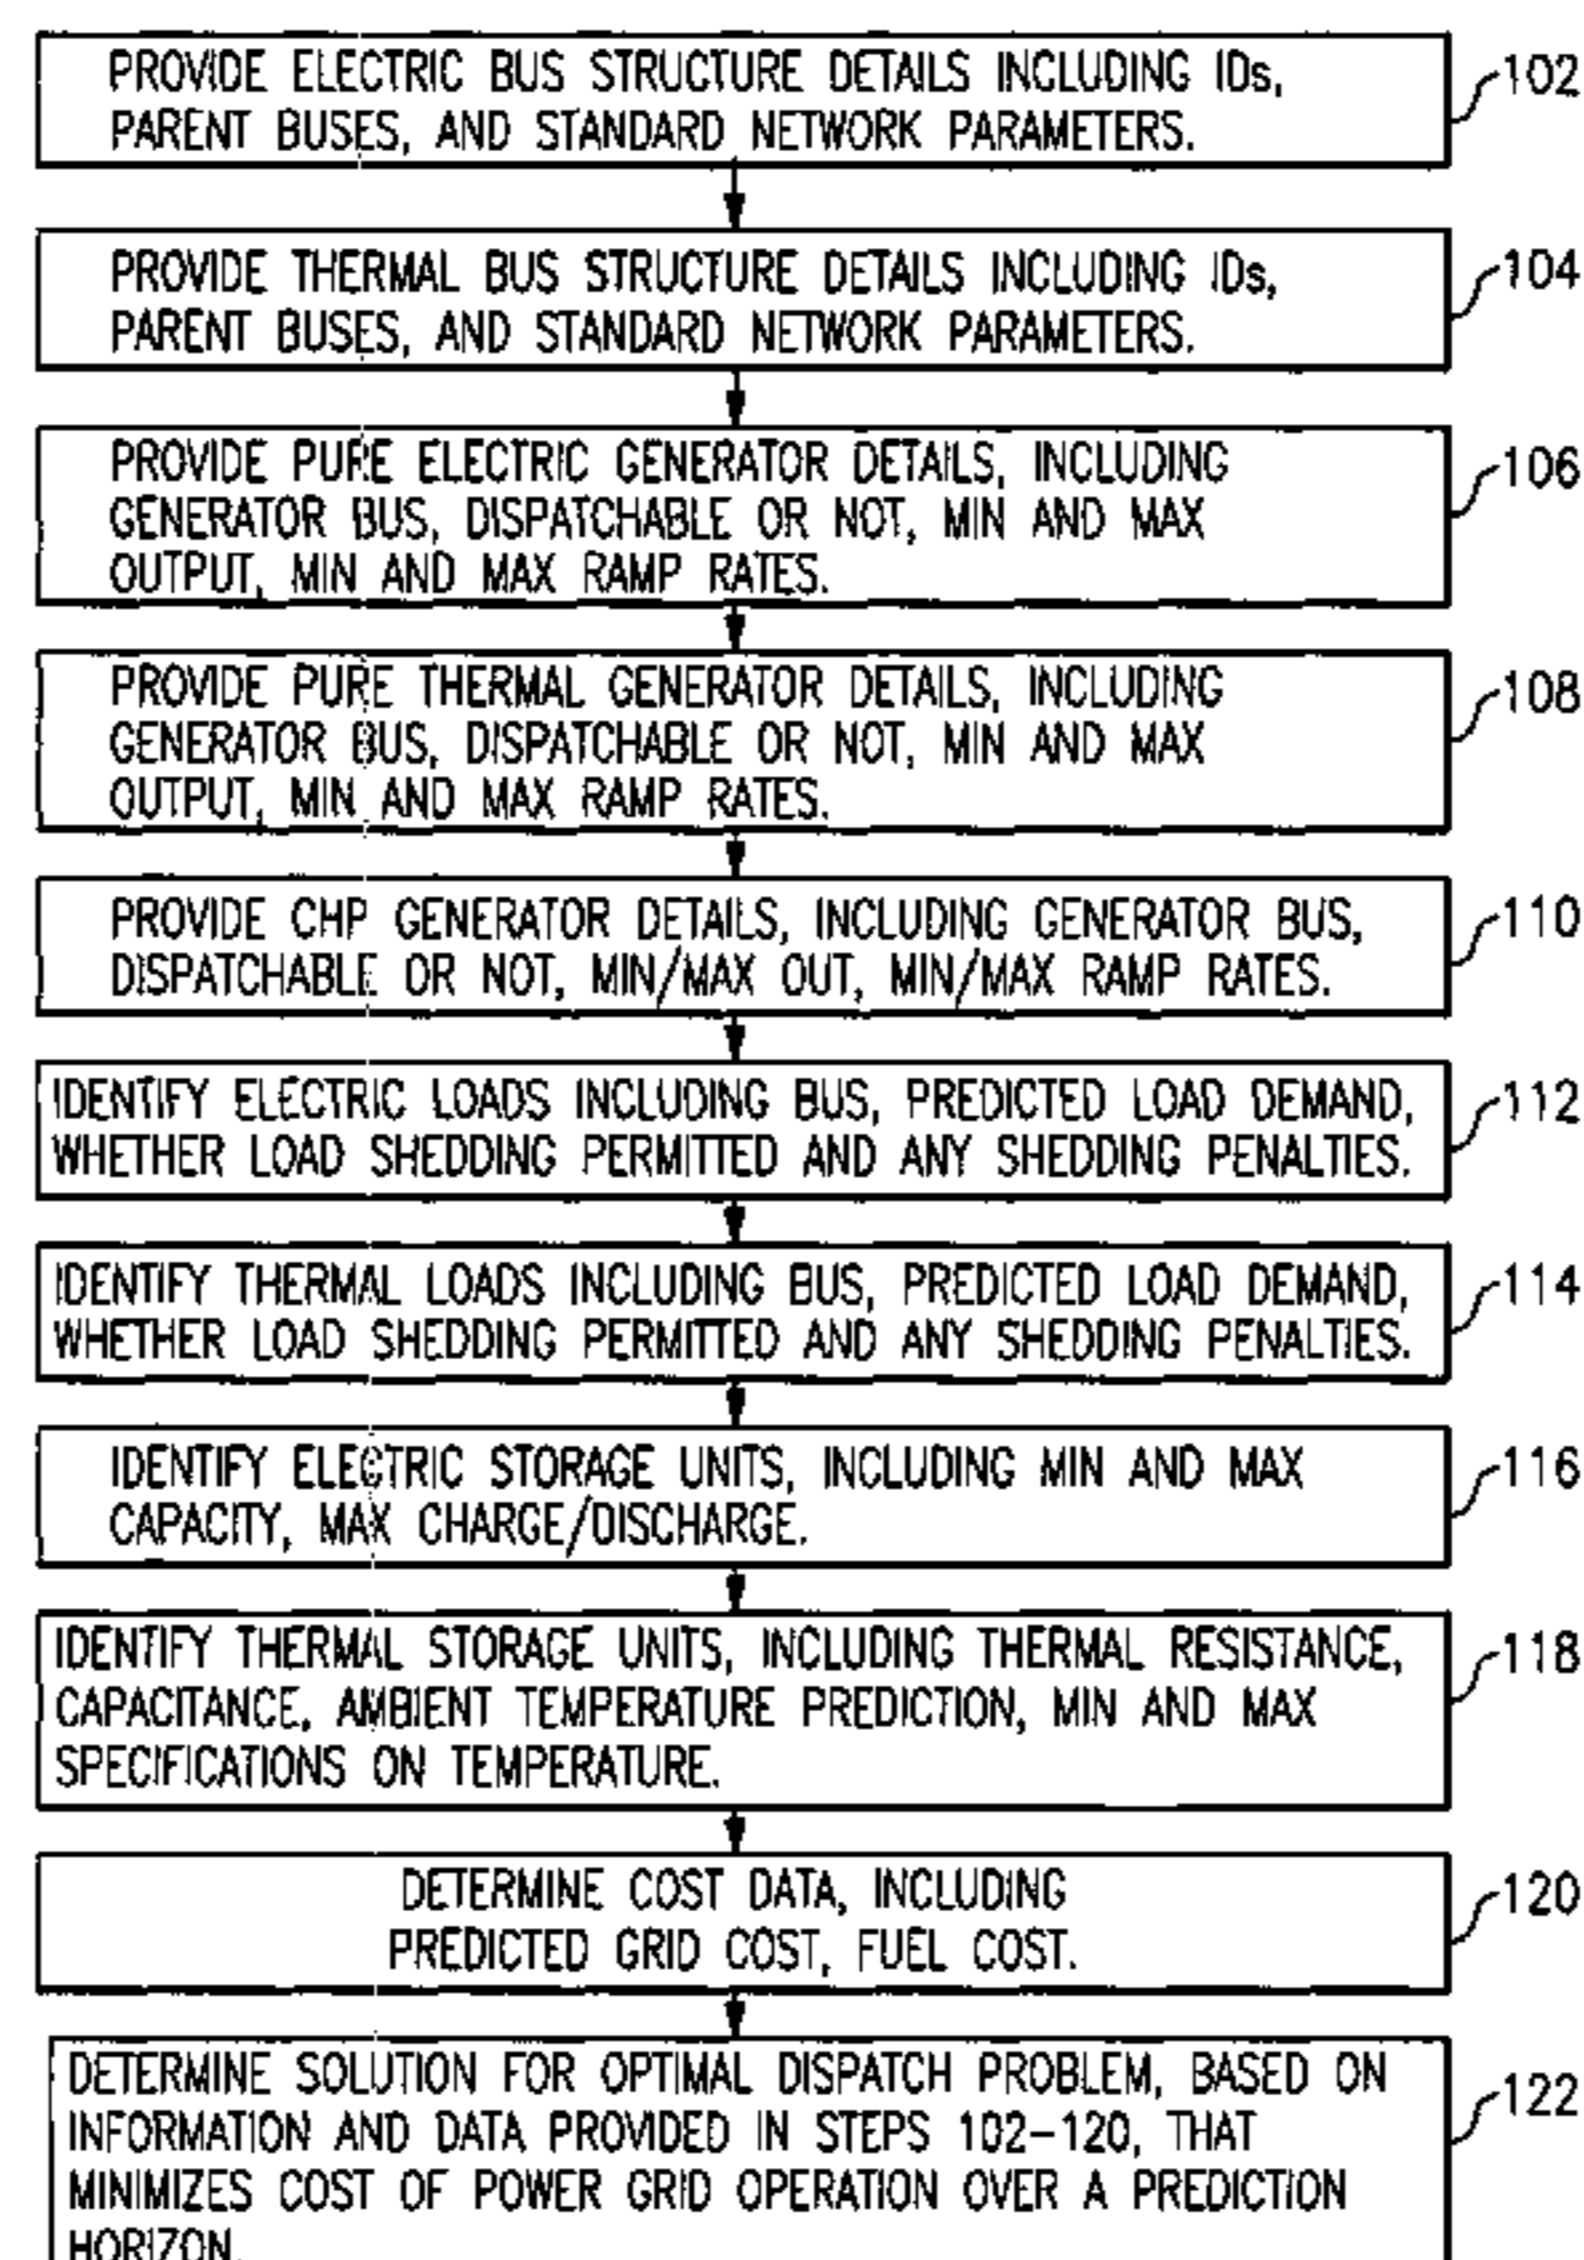 PROVIDE ELECTRIC BUS STRUCTURE DETAILS INCLUDING IDs,
PARENT BUSES, AND STANDARD NETWORK PARAMETERS.
102
PROVIDE THERMAL BUS STRUCTURE DETAILS INCLUDING IDs,
PARENT BUSES, AND STANDARD NETWORK PARAMETERS.
104
PROVIDE PURE ELECTRIC GENERATOR DETAILS, INCLUDING
GENERATOR BUS, DISPATCHABLE OR NOT, MIN AND MAX
OUTPUT, MIN AND MAX RAMP RATES.
106
PROVIDE PURE THERMAL GENERATOR DETAILS, INCLUDING
GENERATOR BUS, DISPATCHABLE OR NOT, MIN AND MAX
OUTPUT, MIN AND MAX RAMP RATES.
108
PROVIDE CHP GENERATOR DETAILS, INCLUDING GENERATOR BUS,
DISPATCHABLE OR NOT, MIN/MAX OUT, MIN/MAX RAMP RATES.
110
IDENTIFY ELECTRIC LOADS INCLUDING BUS, PREDICTED LOAD DEMAND,
WHETHER LOAD SHEDDING PERMITTED AND ANY SHEDDING PENALTIES.
112
IDENTIFY THERMAL LOADS INCLUDING BUS, PREDICTED LOAD DEMAND,
WHETHER LOAD SHEDDING PERMITTED AND ANY SHEDDING PENALTIES.
114
IDENTIFY ELECTRIC STORAGE UNITS, INCLUDING MIN AND MAX
CAPACITY, MAX CHARGE/DISCHARGE.
116
IDENTIFY THERMAL STORAGE UNITS, INCLUDING THERMAL RESISTANCE,
CAPACITANCE, AMBIENT TEMPERATURE PREDICTION, MIN AND MAX
SPECIFICATIONS ON TEMPERATURE.
118
DETERMINE COST DATA, INCLUDING
PREDICTED GRID COST, FUEL COST.
120
DETERMINE SOLUTION FOR OPTIMAL DISPATCH PROBLEM, BASED ON
INFORMATION AND DATA PROVIDED IN STEPS 102-120, THAT
MINIMIZES COST OF POWER GRID OPERATION OVER A PREDICTION
HORIZON.
122